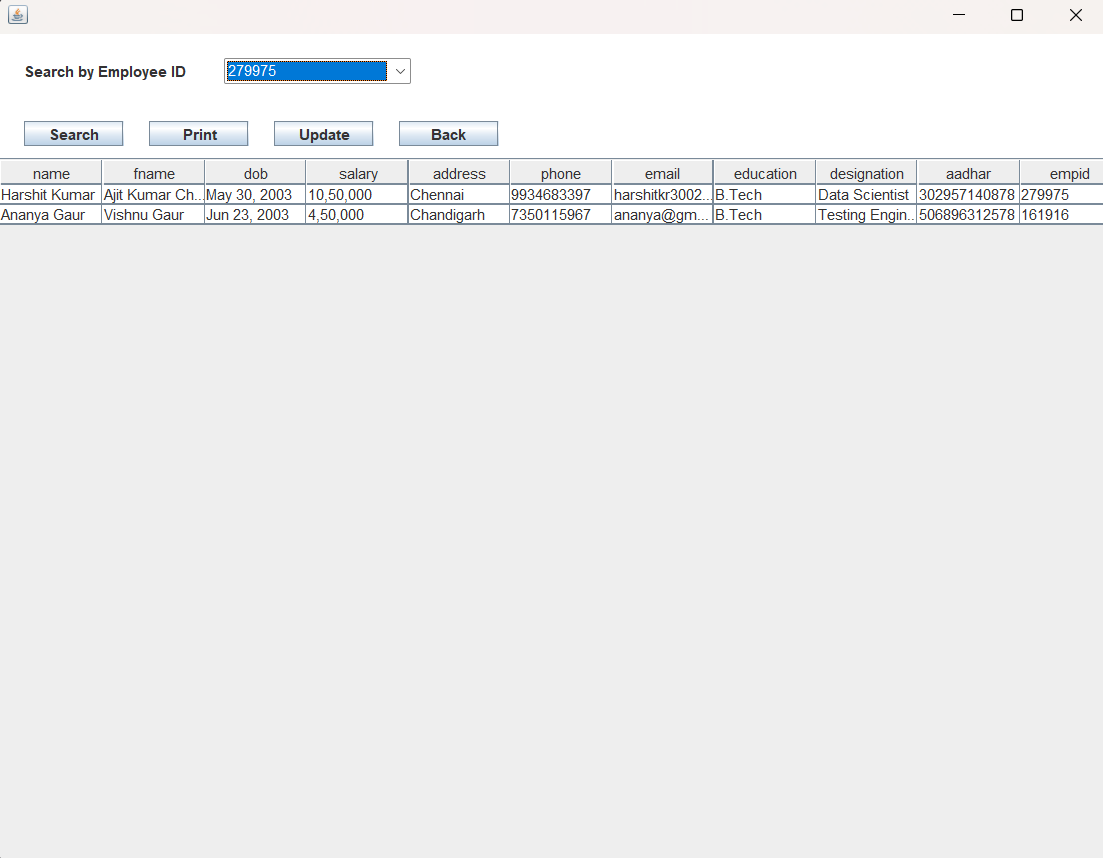 Search by Employee ID 279975
Search Print Update Back
name fname dob salary address phone email education designation aadhar empid
Harshit Kumar Ajit Kumar Ch... May 30, 2003 10,50,000 Chennai 9934683397 harshitkr3002... B.Tech Data Scientist 302957140878 279975
Ananya Gaur Vishnu Gaur Jun 23, 2003 4,50,000 Chandigarh 7350115967 ananya@gm... B.Tech Testing Engin... 506896312578 161916